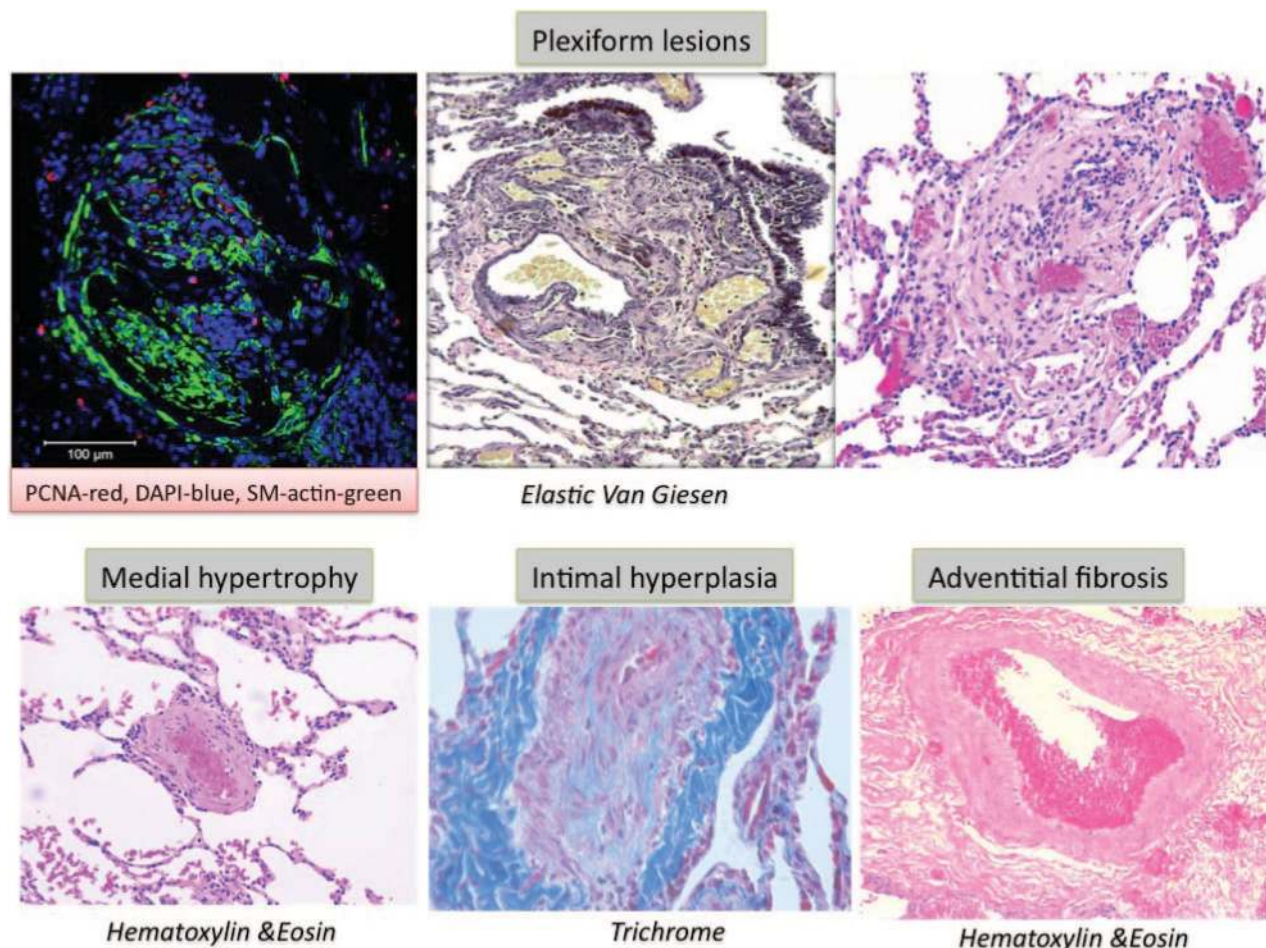 Plexiform lesions
100 µm
PCNA-red, DAPI-blue, SM-actin-green
Elastic Van Giesen
Medial hypertrophy
Intimal hyperplasia
Adventitial fibrosis
Hematoxylin &Eosin
Trichrome
Hematoxylin &Eosin